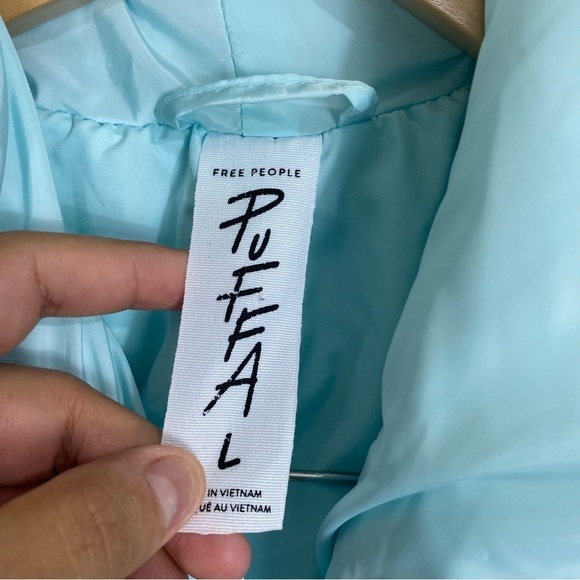 FREE PEOPLE
PUFFA
L
IN VIETNAM
AU VIETNAM